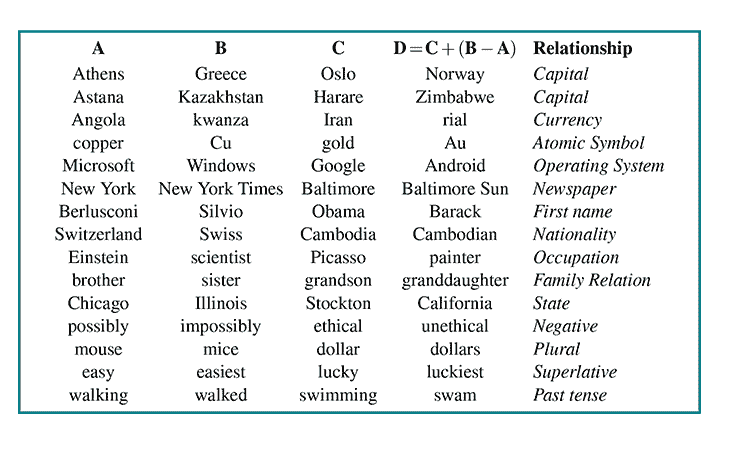 A B C D=C+(B−A) Relationship
Athens Greece Oslo Norway Capital
Astana Kazakhstan Harare Zimbabwe Capital
Angola kwanza Iran rial Currency
copper Cu gold Au Atomic Symbol
Microsoft Windows Google Android Operating System
New York New York Times Baltimore Baltimore Sun Newspaper
Berlusconi Silvio Obama Barack First name
Switzerland Swiss Cambodia Cambodian Nationality
Einstein scientist Picasso painter Occupation
brother sister grandson granddaughter Family Relation
Chicago Illinois Stockton California State
possibly impossibly ethical unethical Negative
mouse mice dollar dollars Plural
easy easiest lucky luckiest Superlative
walking walked swimming swam Past tense